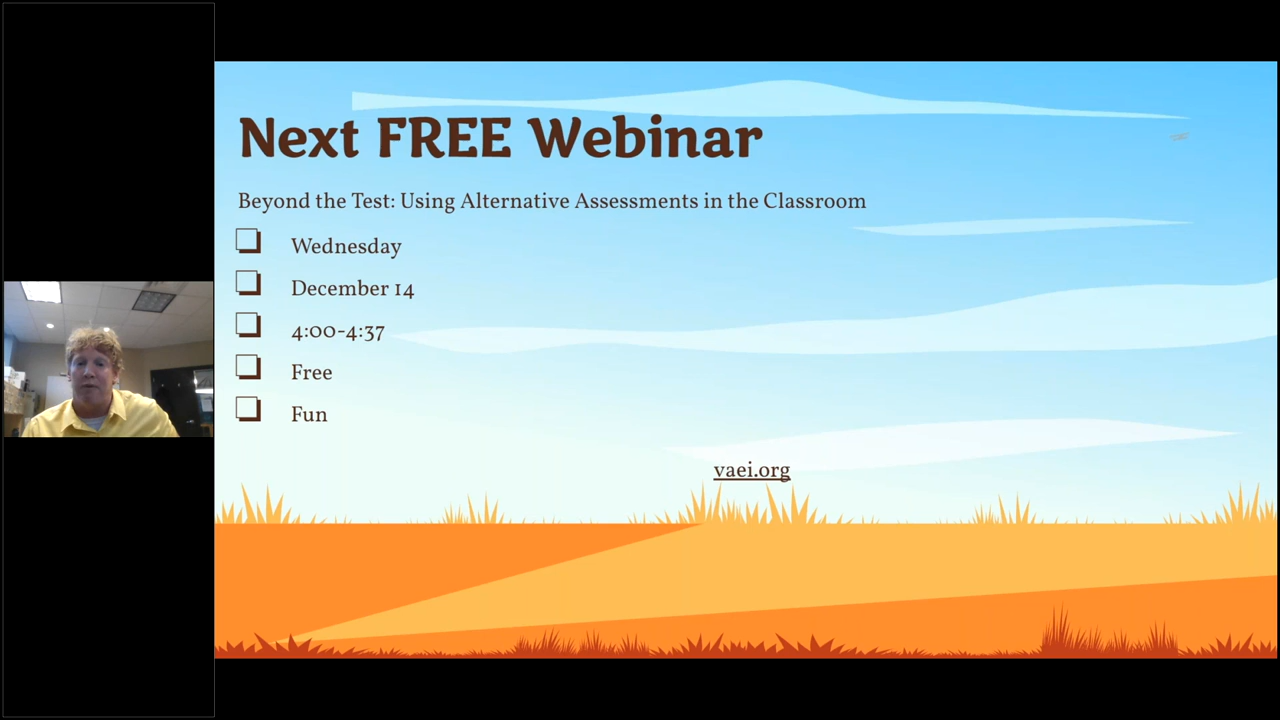 Next FREE Webinar
Beyond the Test: Using Alternative Assessments in the Classroom
Wednesday
December 14
4:00-4:37
Free
Fun
vaei.org